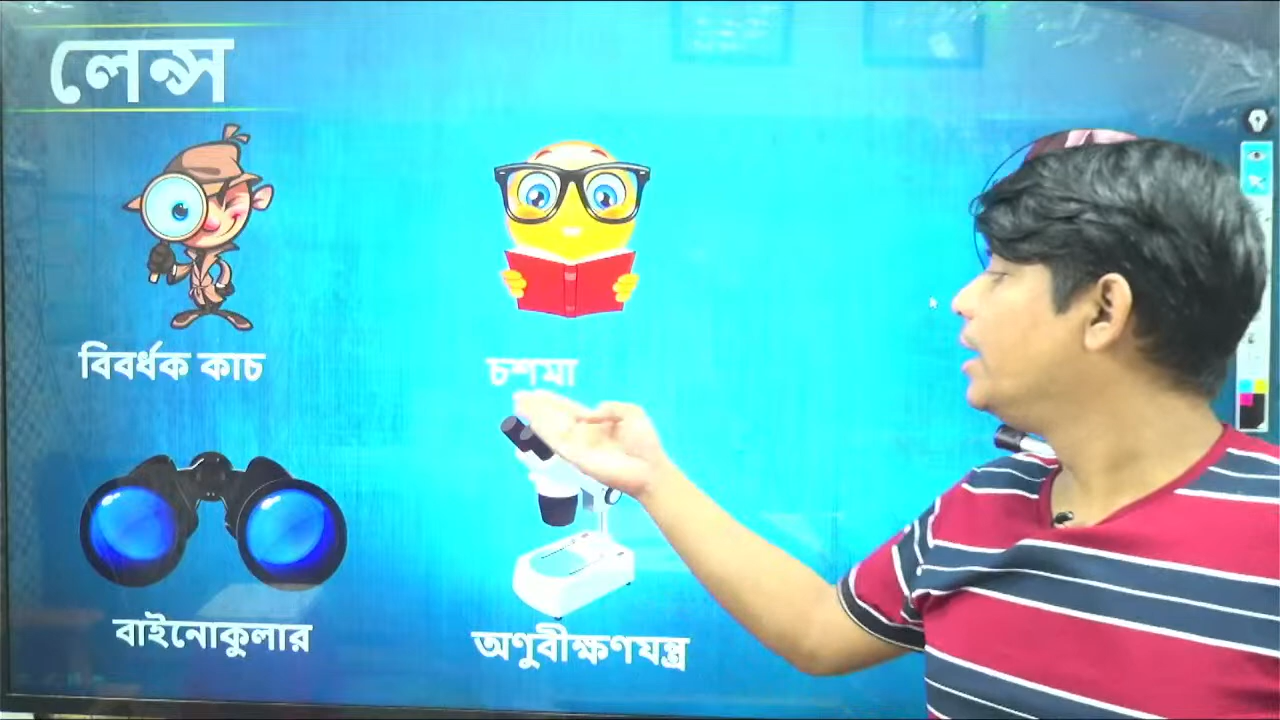 লেন্স
বিবর্ধক কাচ
চশমা
বাইনোকুলার
অণুবীক্ষণযন্ত্র